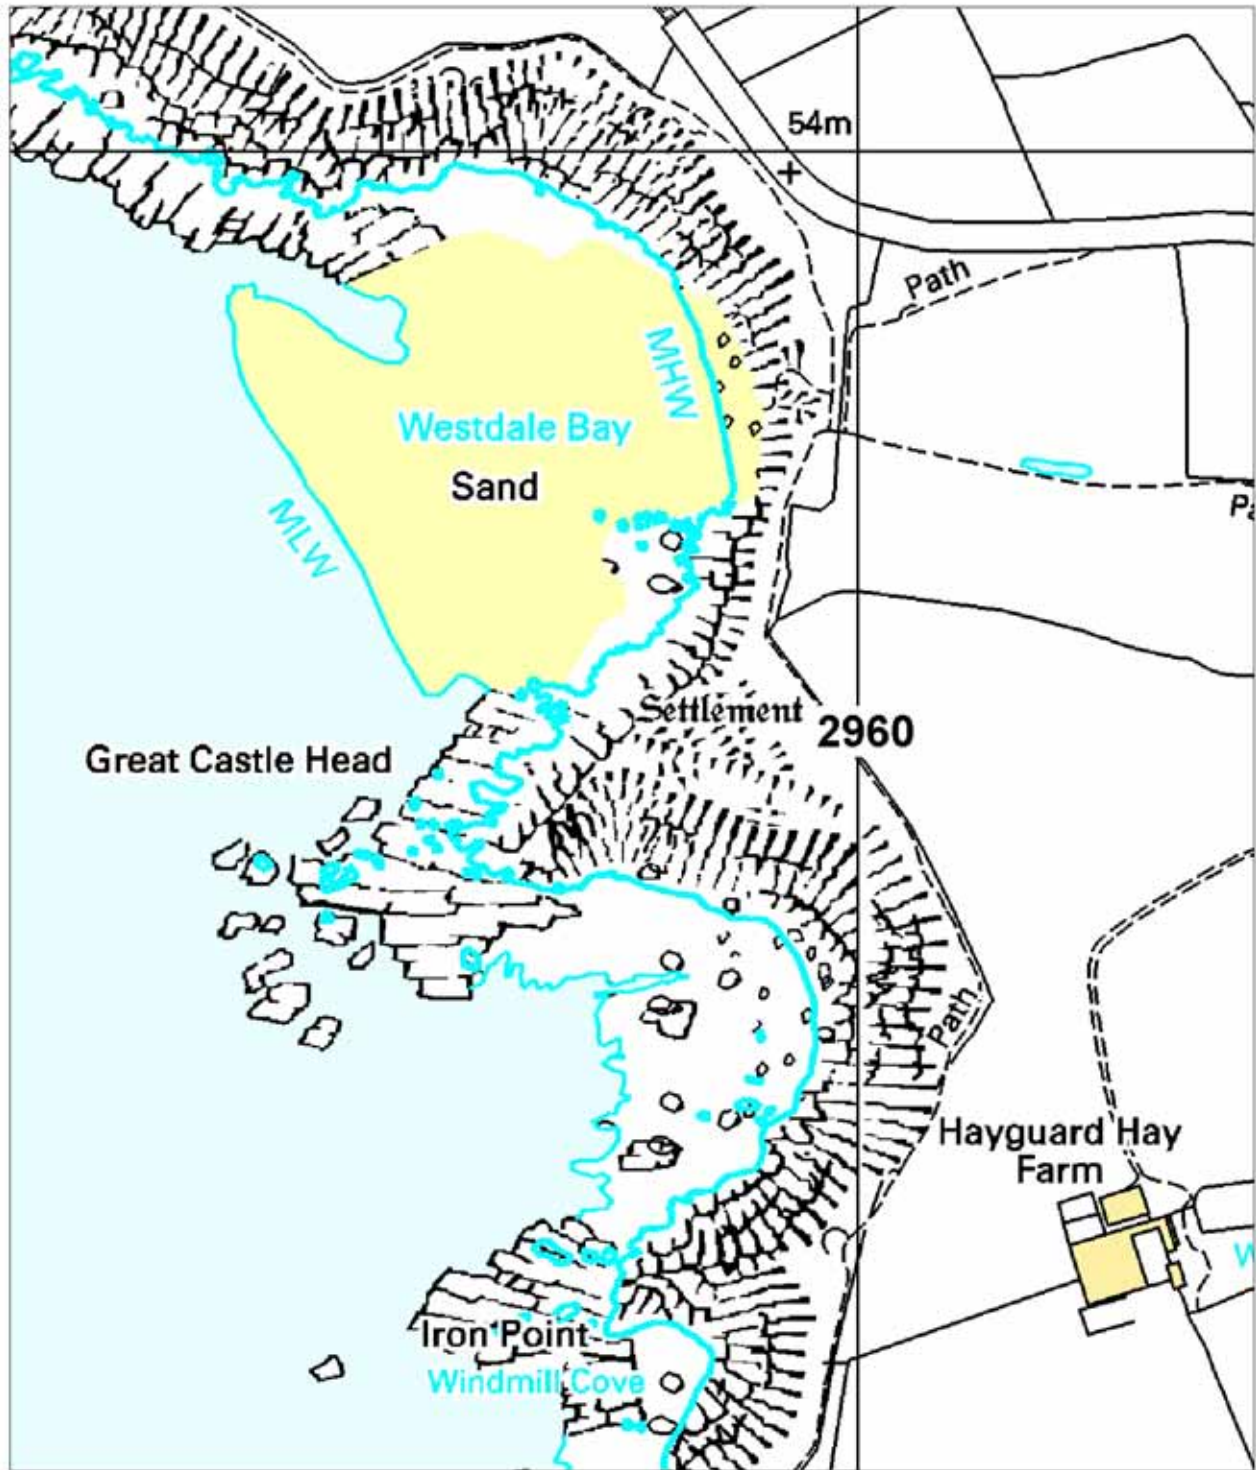 54m
Path
MHW
Westdale Bay
Sand
MLW
Settlement
2960
Great Castle Head
Path
Hayguard Hay
Farm
Iron Point
Windmill Cove